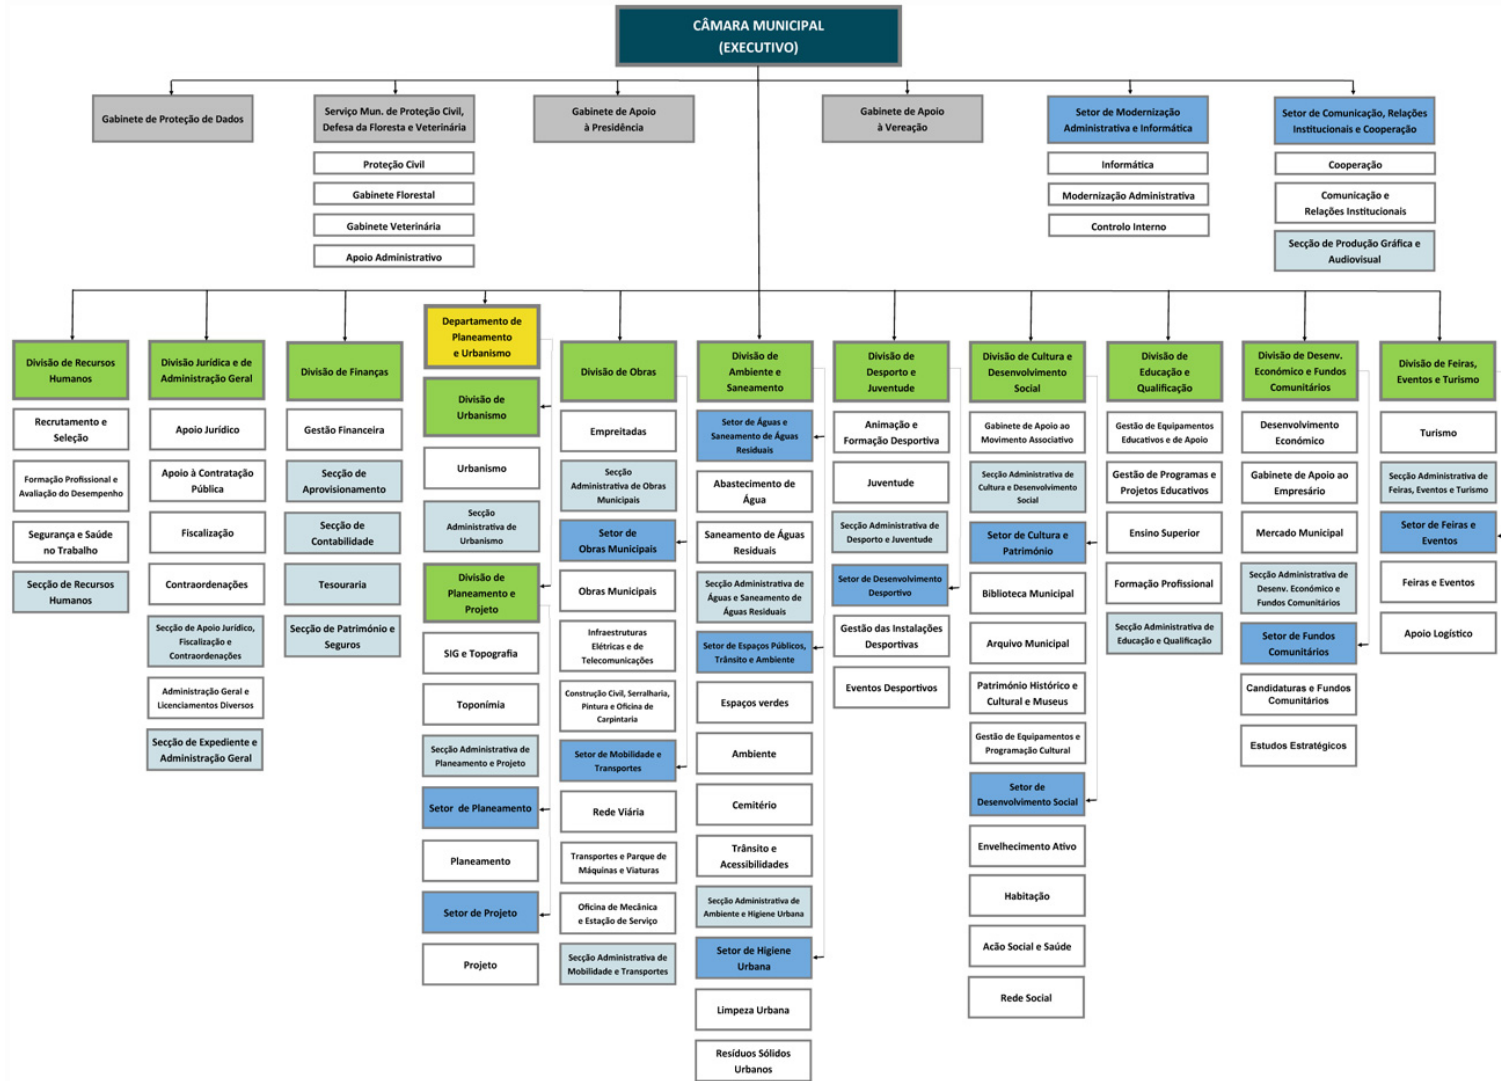 CÂMARA MUNICIPAL
(EXECUTIVO)
Gabinete de Proteção de Dados
Serviço Mun. de Proteção Civil,
Defesa da Floresta e Veterinária
Proteção Civil
Gabinete Florestal
Gabinete Veterinária
Apoio Administrativo
Gabinete de Apoio
à Presidência
Gabinete de Apoio
à Vereação
Setor de Modernização
Administrativa e Informática
Informática
Modernização Administrativa
Controlo Interno
Setor de Comunicação, Relações
Institucionais e Cooperação
Cooperação
Comunicação e
Relações Institucionais
Secção de Produção Gráfica e
Audiovisual
Divisão de Recursos
Humanos
Recrutamento e
Seleção
Formação Profissional e
Avaliação do Desempenho
Segurança e Saúde
no Trabalho
Secção de Recursos
Humanos
Divisão Jurídica e de
Administração Geral
Apoio Jurídico
Apoio à Contratação
Pública
Fiscalização
Contraordenações
Secção de Apoio Jurídico,
Fiscalização e
Contraordenações
Administração Geral e
Licenciamentos Diversos
Secção de Expediente e
Administração Geral
Divisão de Finanças
Gestão Financeira
Secção de
Aprovisionamento
Secção de
Contabilidade
Tesouraria
Secção de Património e
Seguros
Departamento de
Planeamento
e Urbanismo
Divisão de
Urbanismo
Urbanismo
Secção
Administrativa de
Urbanismo
Divisão de
Planeamento e
Projeto
SIG e Topografia
Toponímia
Secção Administrativa de
Planeamento e Projeto
Setor de Planeamento
Planeamento
Setor de Projeto
Projeto
Divisão de Obras
Empreitadas
Secção
Administrativa de Obras
Municipais
Setor de
Obras Municipais
Obras Municipais
Infraestruturas
Elétricas e de
Telecomunicações
Construção Civil, Serralharia,
Pintura e Oficina de
Carpintaria
Setor de Mobilidade e
Transportes
Rede Viária
Transportes e Parque de
Máquinas e Viaturas
Oficina de Mecânica
e Estação de Serviço
Secção Administrativa de
Mobilidade e Transportes
Divisão de
Ambiente e
Saneamento
Setor de Águas e
Saneamento de Águas
Residuais
Abastecimento de
Água
Saneamento de Águas
Residuais
Secção Administrativa de
Águas e Saneamento de
Águas Residuais
Setor de Espaços Públicos,
Trânsito e Ambiente
Espaços verdes
Ambiente
Cemitério
Trânsito e
Acessibilidades
Secção Administrativa de
Ambiente e Higiene Urbana
Setor de Higiene
Urbana
Limpeza Urbana
Resíduos Sólidos
Urbanos
Divisão de
Desporto e
Juventude
Animação e
Formação Desportiva
Juventude
Secção Administrativa de
Desporto e Juventude
Setor de Desenvolvimento
Desportivo
Gestão das Instalações
Desportivas
Eventos Desportivos
Divisão de Cultura e
Desenvolvimento
Social
Gabinete de Apoio ao
Movimento Associativo
Secção Administrativa de
Cultura e Desenvolvimento
Social
Setor de Cultura e
Património
Biblioteca Municipal
Arquivo Municipal
Património Histórico e
Cultural e Museus
Gestão de Equipamentos e
Programação Cultural
Setor de
Desenvolvimento Social
Envelhecimento Ativo
Habitação
Acão Social e Saúde
Rede Social
Divisão de
Educação e
Qualificação
Gestão de Equipamentos
Educativos e de Apoio
Gestão de Programas e
Projetos Educativos
Ensino Superior
Formação Profissional
Secção Administrativa de
Educação e Qualificação
Divisão de Desenv.
Económico e Fundos
Comunitários
Desenvolvimento
Económico
Gabinete de Apoio ao
Empresário
Mercado Municipal
Secção Administrativa de
Desenv. Económico e
Fundos Comunitários
Setor de Fundos
Comunitários
Candidaturas e Fundos
Comunitários
Estudos Estratégicos
Divisão de Feiras,
Eventos e Turismo
Turismo
Secção Administrativa de
Feiras, Eventos e Turismo
Setor de Feiras e
Eventos
Feiras e Eventos
Apoio Logístico